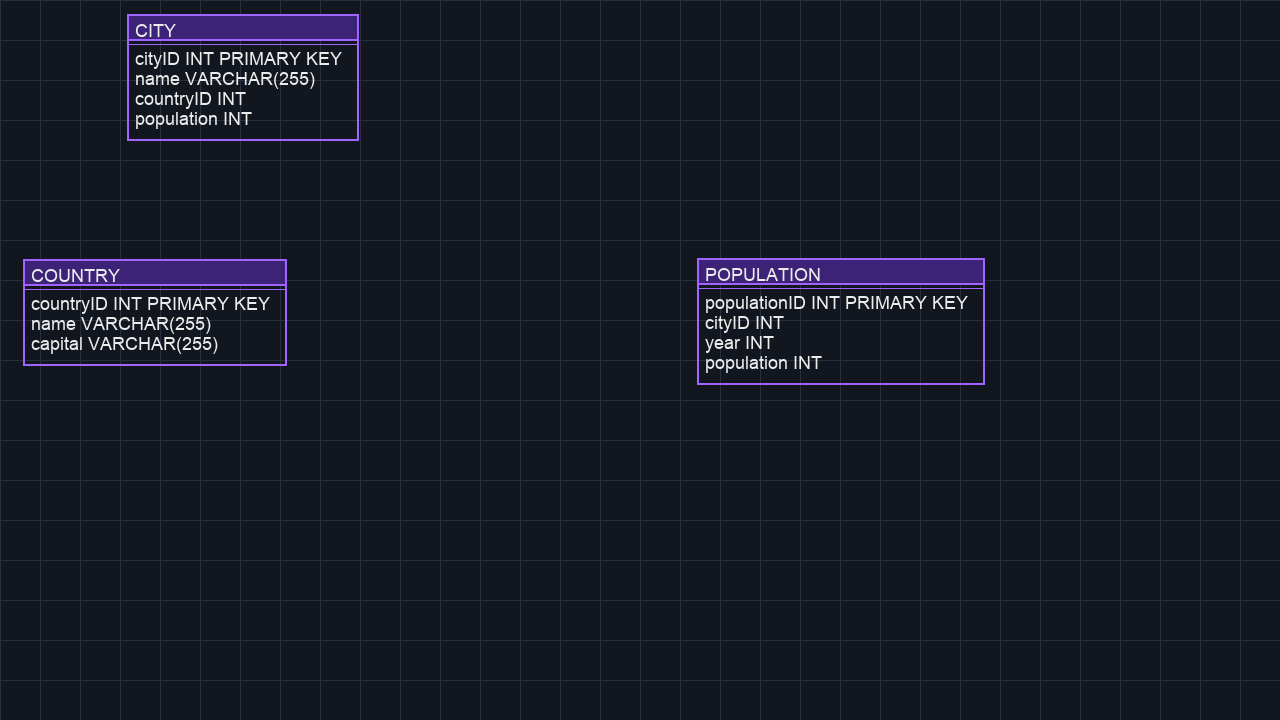 CITY
cityID INT PRIMARY KEY
name VARCHAR(255)
countryID INT
population INT
COUNTRY
countryID INT PRIMARY KEY
name VARCHAR(255)
capital VARCHAR(255)
POPULATION
populationID INT PRIMARY KEY
cityID INT
year INT
population INT